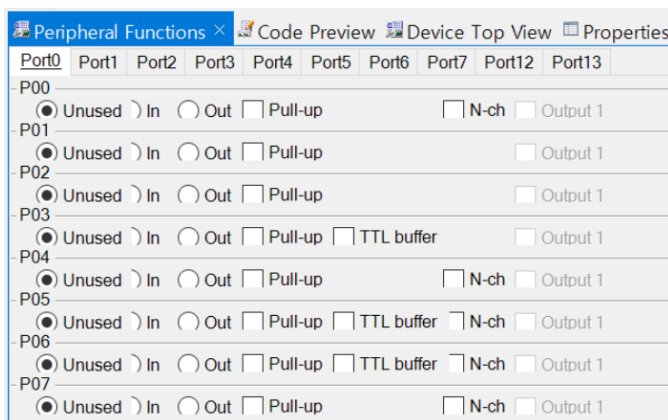 Peripheral Functions Code Preview Device Top View Properties
Port0 Port1 Port2 Port3 Port4 Port5 Port6 Port7 Port12 Port13
P00
Unused In Out Pull-up N-ch Output 1
P01
Unused In Out Pull-up Output 1
P02
Unused In Out Pull-up Output 1
P03
Unused In Out Pull-up TTL buffer Output 1
P04
Unused In Out Pull-up N-ch Output 1
P05
Unused In Out Pull-up TTL buffer N-ch Output 1
P06
Unused In Out Pull-up TTL buffer N-ch Output 1
P07
Unused In Out Pull-up N-ch Output 1